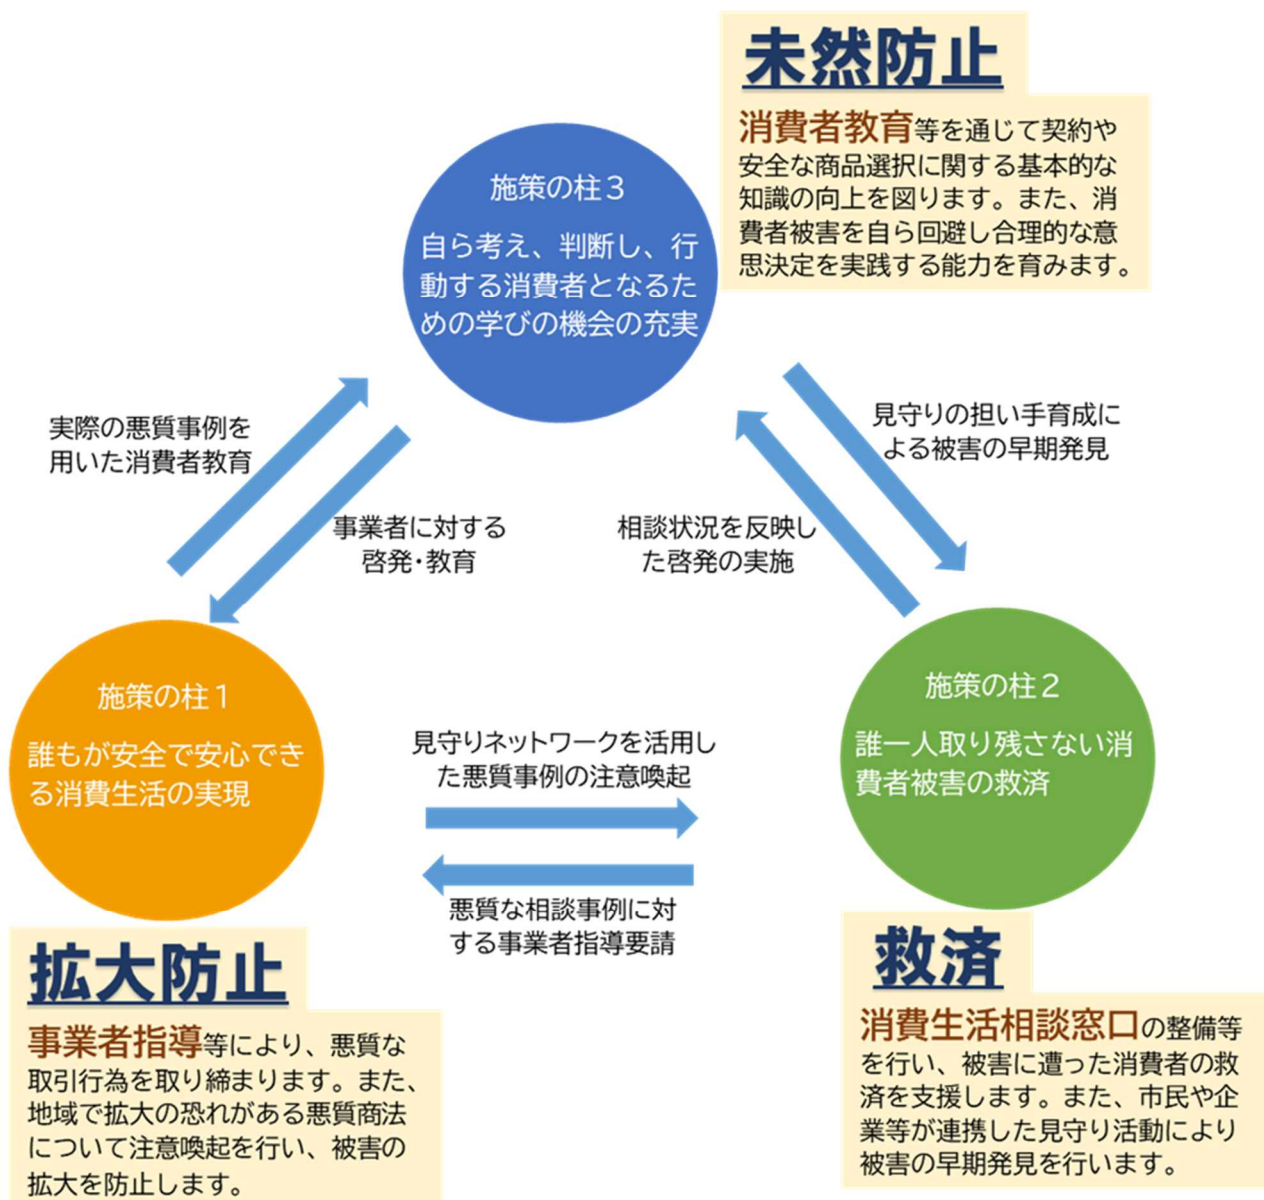 未然防止
消費者教育等を通じて契約や
安全な商品選択に関する基本的な
知識の向上を図ります。また、消
費者被害を自ら回避し合理的な意
思決定を実践する能力を育みます。
施策の柱３
自ら考え、判断し、行
動する消費者となるた
めの学びの機会の充実
実際の悪質事例を
用いた消費者教育
事業者に対する
啓発・教育
見守りの担い手育成に
よる被害の早期発見
相談状況を反映し
た啓発の実施
施策の柱１
誰もが安全で安心でき
る消費生活の実現
見守りネットワークを活用し
た悪質事例の注意喚起
悪質な相談事例に対
する事業者指導要請
施策の柱２
誰一人取り残さない消
費者被害の救済
拡大防止
事業者指導等により、悪質な
取引行為を取り締まります。また、
地域で拡大の恐れがある悪質商法
について注意喚起を行い、被害の
拡大を防止します。
救済
消費生活相談窓口の整備等
を行い、被害に遭った消費者の救
済を支援します。また、市民や企
業等が連携した見守り活動により
被害の早期発見を行います。